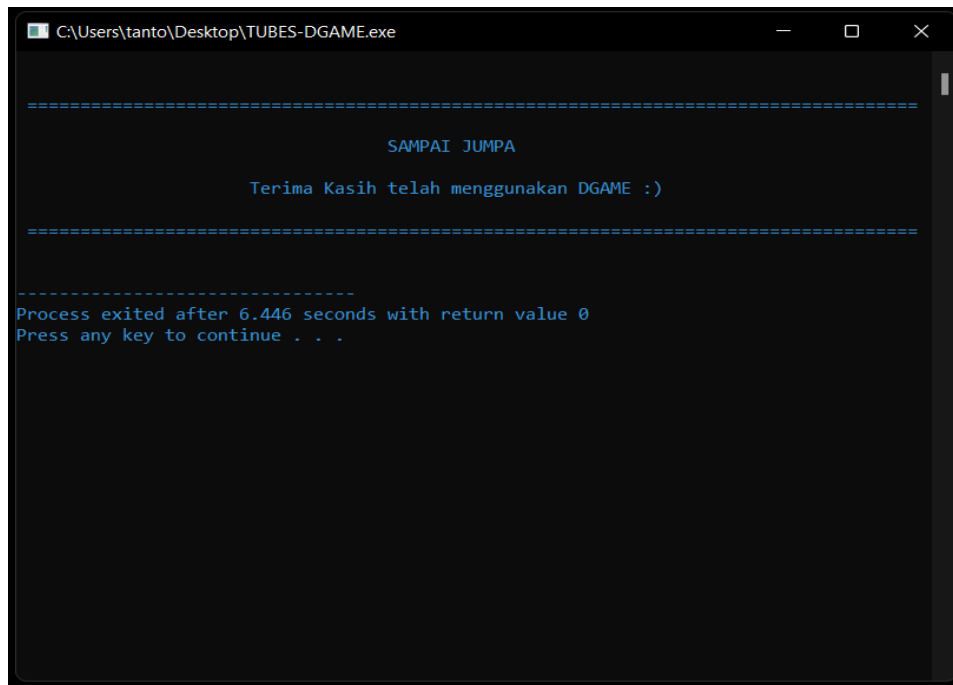 C:\Users\tanto\Desktop\TUBES-DGAME.exe
====================================================================================
SAMPAI JUMPA
Terima Kasih telah menggunakan DGAME :)
====================================================================================
--------------------------------
Process exited after 6.446 seconds with return value 0
Press any key to continue . . .